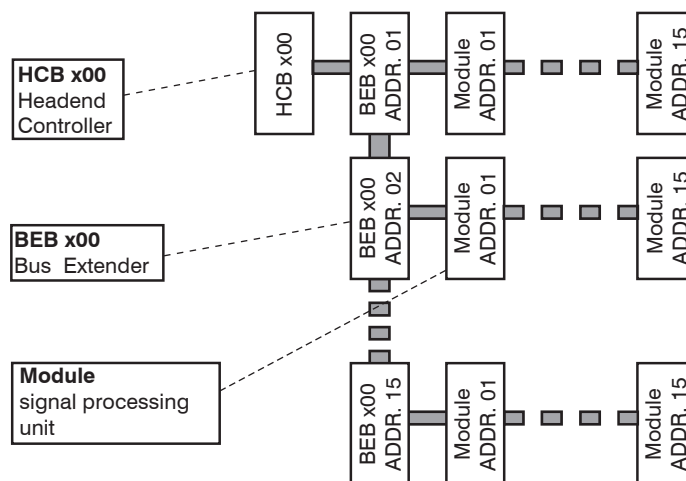 HCB x00
Headend
Controller
HCB x00
BEB x00
ADDR. 01
Module
ADDR. 01
Module
ADDR. 15
BEB x00
Bus Extender
BEB x00
ADDR. 02
Module
ADDR. 01
Module
ADDR. 15
Module
signal processing
unit
BEB x00
ADDR. 15
Module
ADDR. 01
Module
ADDR. 15